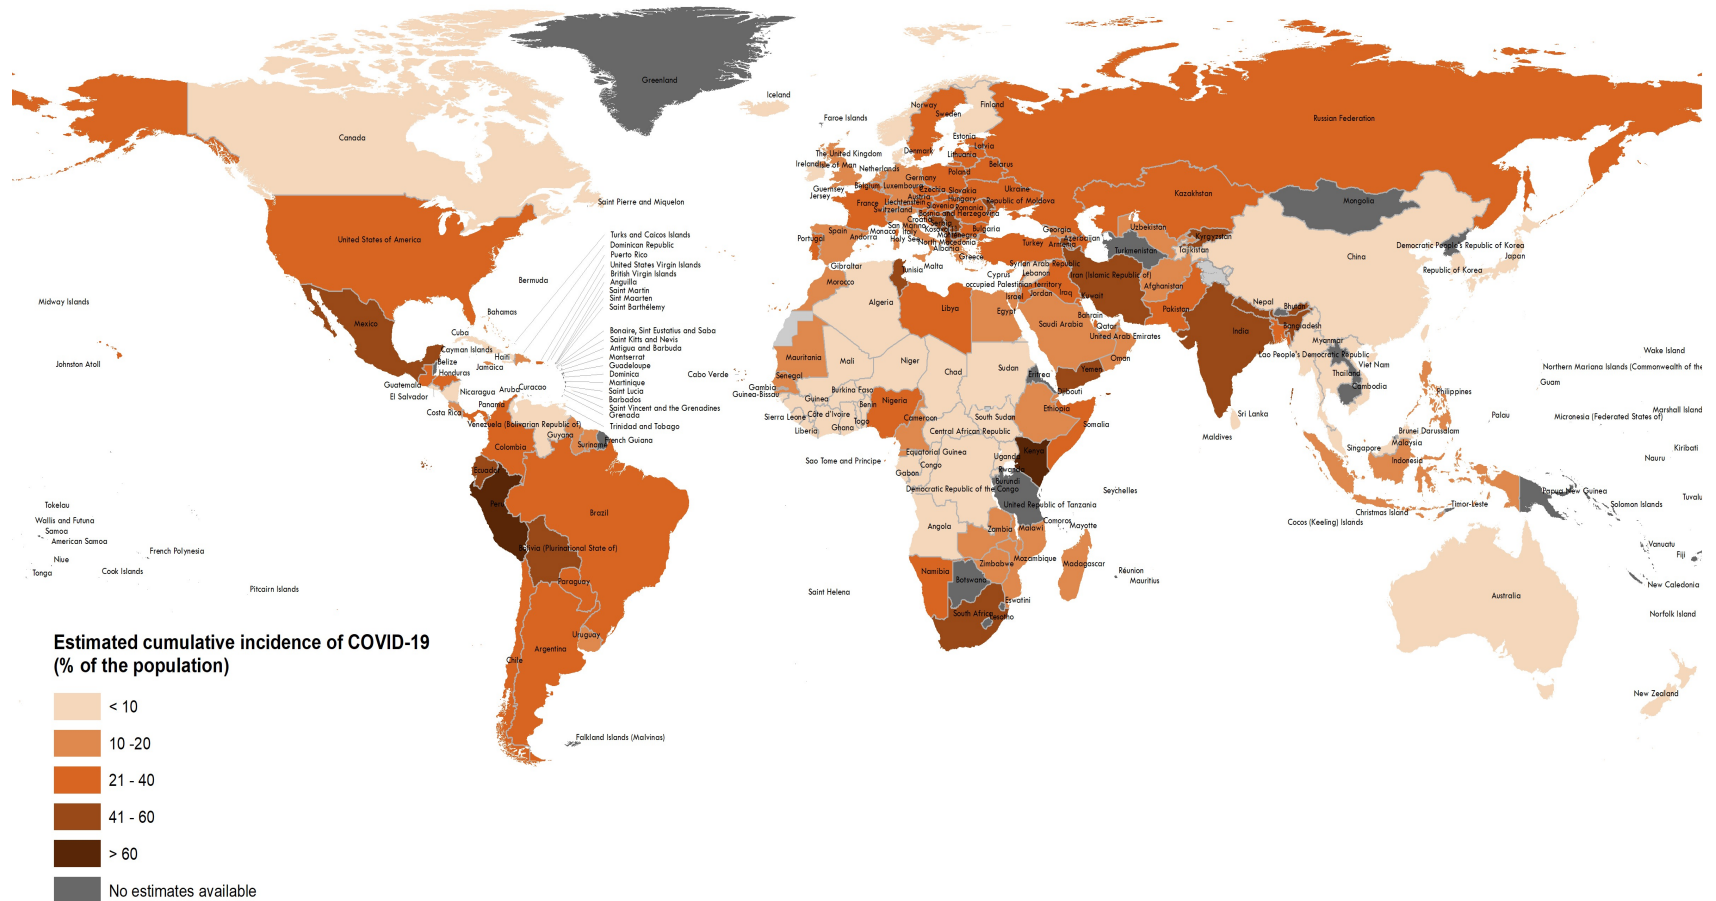 Greenland
Iceland
Canada
Faroe Islands
Norway
Sweden
Finland
Russian Federation
Estonia
Latvia
Lithuania
Denmark
The United Kingdom
Ireland
Isle of Man
Netherlands
Belarus
Poland
Germany
Guernsey
Jersey
Belgium
Luxembourg
Czechia
Slovakia
Ukraine
Kazakhstan
Mongolia
Saint Pierre and Miquelon
France
Liechtenstein
Austria
Hungary
Republic of Moldova
Switzerland
Slovenia
Romania
Croatia
Bosnia and Herzegovina
United States of America
San Marino
Monaco
Italy
Holy See
Bulgaria
North Macedonia
Albania
Spain
Andorra
Portugal
Georgia
Azerbaijan
Turkey
Armenia
Greece
Uzbekistan
Kyrgyzstan
Turkmenistan
Tajikistan
Democratic People's Republic of Korea
China
Japan
Republic of Korea
Turks and Caicos Islands
Dominican Republic
Puerto Rico
United States Virgin Islands
British Virgin Islands
Anguilla
Saint Martin
Sint Maarten
Saint Barthélemy
Bermuda
Gibraltar
Tunisia
Malta
Cyprus
Syrian Arab Republic
Lebanon
Iran (Islamic Republic of)
occupied Palestinian territory
Morocco
Israel
Jordan
Iraq
Kuwait
Afghanistan
Midway Islands
Algeria
Libya
Egypt
Bahrain
Qatar
Saudi Arabia
United Arab Emirates
Pakistan
Nepal
Bhutan
Bahamas
Mexico
Cuba
India
Bangladesh
Bonaire, Sint Eustatius and Saba
Saint Kitts and Nevis
Antigua and Barbuda
Montserrat
Guadeloupe
Dominica
Martinique
Saint Lucia
Barbados
Saint Vincent and the Grenadines
Grenada
Trinidad and Tobago
Cayman Islands
Haiti
Jamaica
Belize
Honduras
Guatemala
El Salvador
Nicaragua
Aruba
Curacao
Costa Rica
Panama
Johnston Atoll
Cabo Verde
Mauritania
Mali
Niger
Chad
Sudan
Eritrea
Yemen
Oman
Myanmar
Lao People's Democratic Republic
Viet Nam
Thailand
Cambodia
Philippines
Wake Island
Northern Mariana Islands (Commonwealth of the
Guam
Senegal
Gambia
Guinea-Bissau
Guinea
Burkina Faso
Benin
Nigeria
Djibouti
Sierra Leone
Côte d'Ivoire
Liberia
Ghana
Togo
Cameroon
South Sudan
Ethiopia
Central African Republic
Somalia
Sri Lanka
Maldives
Palau
Micronesia (Federated States of)
Marshall Island
Venezuela (Bolivarian Republic of)
Guyana
Suriname
French Guiana
Colombia
Ecuador
Brunei Darussalam
Malaysia
Singapore
Indonesia
Kiribati
Nauru
Sao Tome and Principe
Equatorial Guinea
Congo
Gabon
Uganda
Kenya
Rwanda
Burundi
Democratic Republic of the Congo
United Republic of Tanzania
Seychelles
Tokelau
Wallis and Futuna
Samoa
American Samoa
Niue
Tonga
Cook Islands
French Polynesia
Pitcairn Islands
Peru
Brazil
Bolivia (Plurinational State of)
Paraguay
Angola
Zambia
Malawi
Comoros
Mayotte
Mozambique
Zimbabwe
Madagascar
Réunion
Mauritius
Namibia
Botswana
Eswatini
South Africa
Lesotho
Saint Helena
Cocos (Keeling) Islands
Christmas Island
Timor-Leste
Papua New Guinea
Solomon Islands
Tuvalu
Vanuatu
Fiji
New Caledonia
Norfolk Island
Australia
New Zealand
Uruguay
Argentina
Chile
Falkland Islands (Malvinas)
Estimated cumulative incidence of COVID-19
(% of the population)
< 10
10 -20
21 - 40
41 - 60
> 60
No estimates available